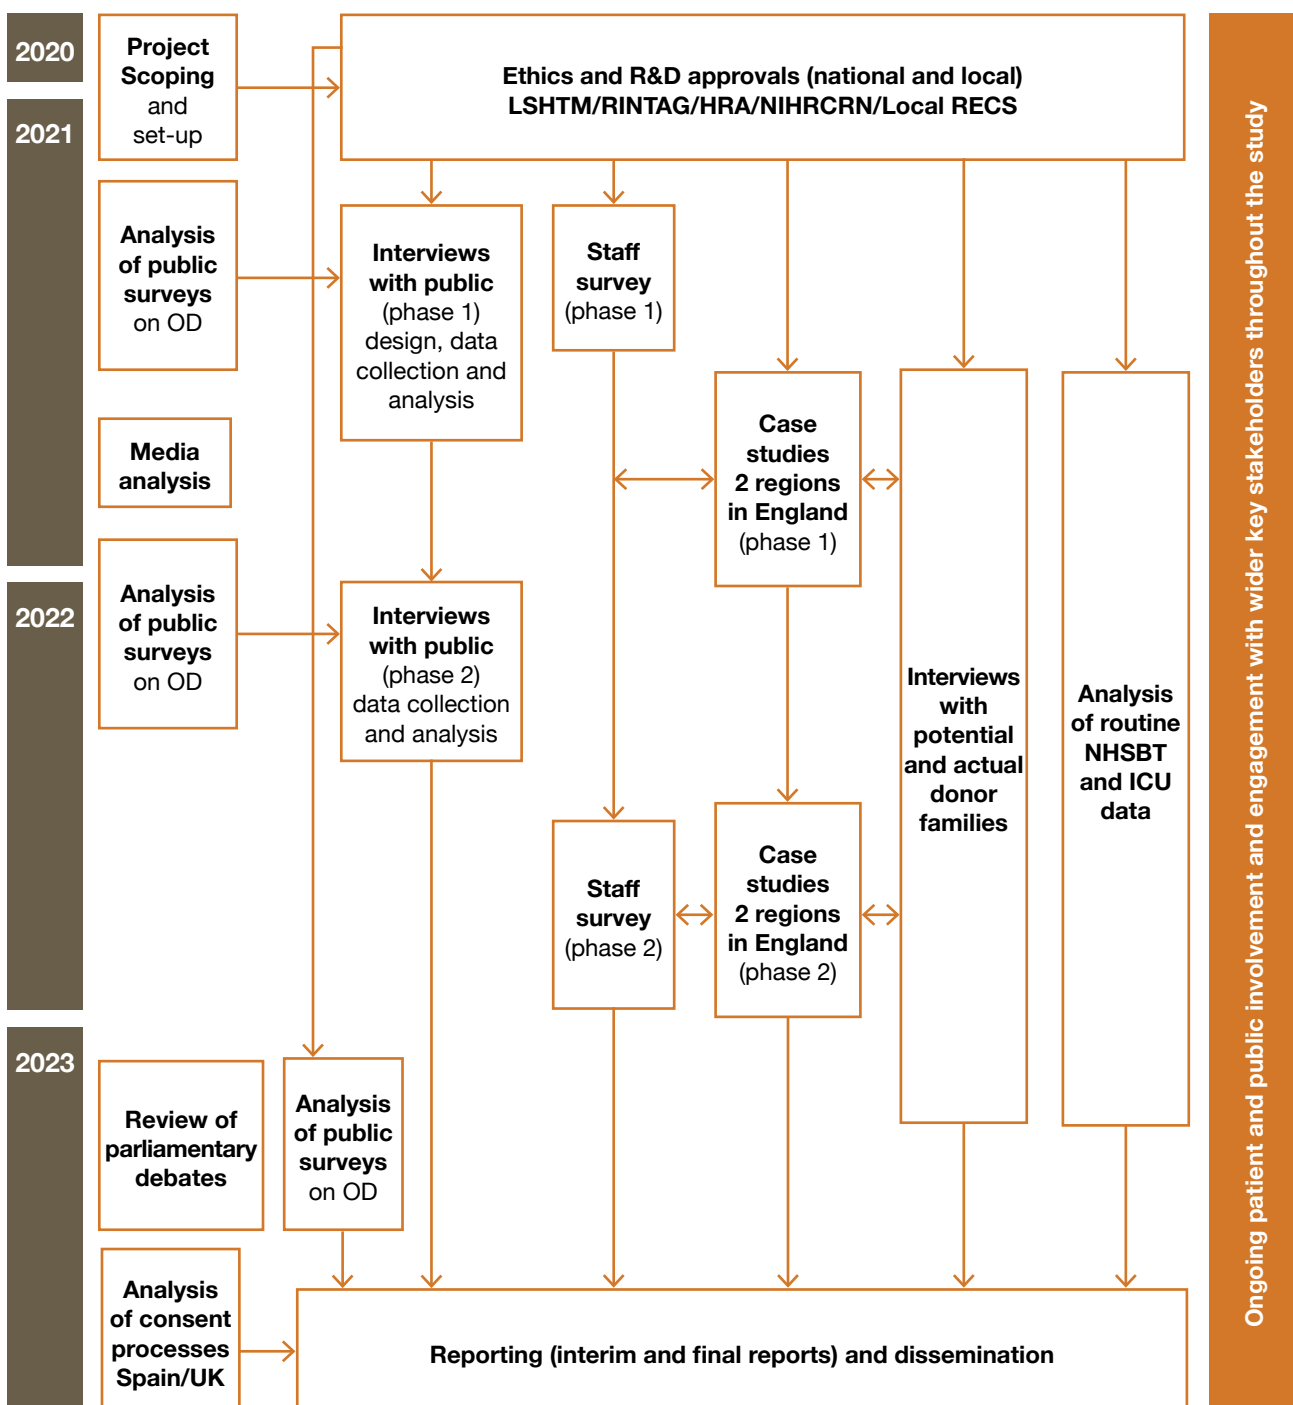 2020
2021
2022
2023
Project
Scoping
and
set-up
Ethics and R&D approvals (national and local)
LSHTM/RINTAG/HRA/NIHRCRN/Local RECS
Analysis
of public
surveys
on OD
Interviews
with public
(phase 1)
design, data
collection and
analysis
Staff
survey
(phase 1)
Media
analysis
Case
studies
2 regions
in England
(phase 1)
Analysis
of public
surveys
on OD
Interviews
with public
(phase 2)
data collection
and analysis
Interviews
with
potential
and actual
donor
families
Analysis
of routine
NHSBT
and ICU
data
Staff
survey
(phase 2)
Case
studies
2 regions
in England
(phase 2)
Review of
parliamentary
debates
Analysis
of public
surveys
on OD
Analysis
of consent
processes
Spain/UK
Reporting (interim and final reports) and dissemination
Ongoing patient and public involvement and engagement with wider key stakeholders throughout the study